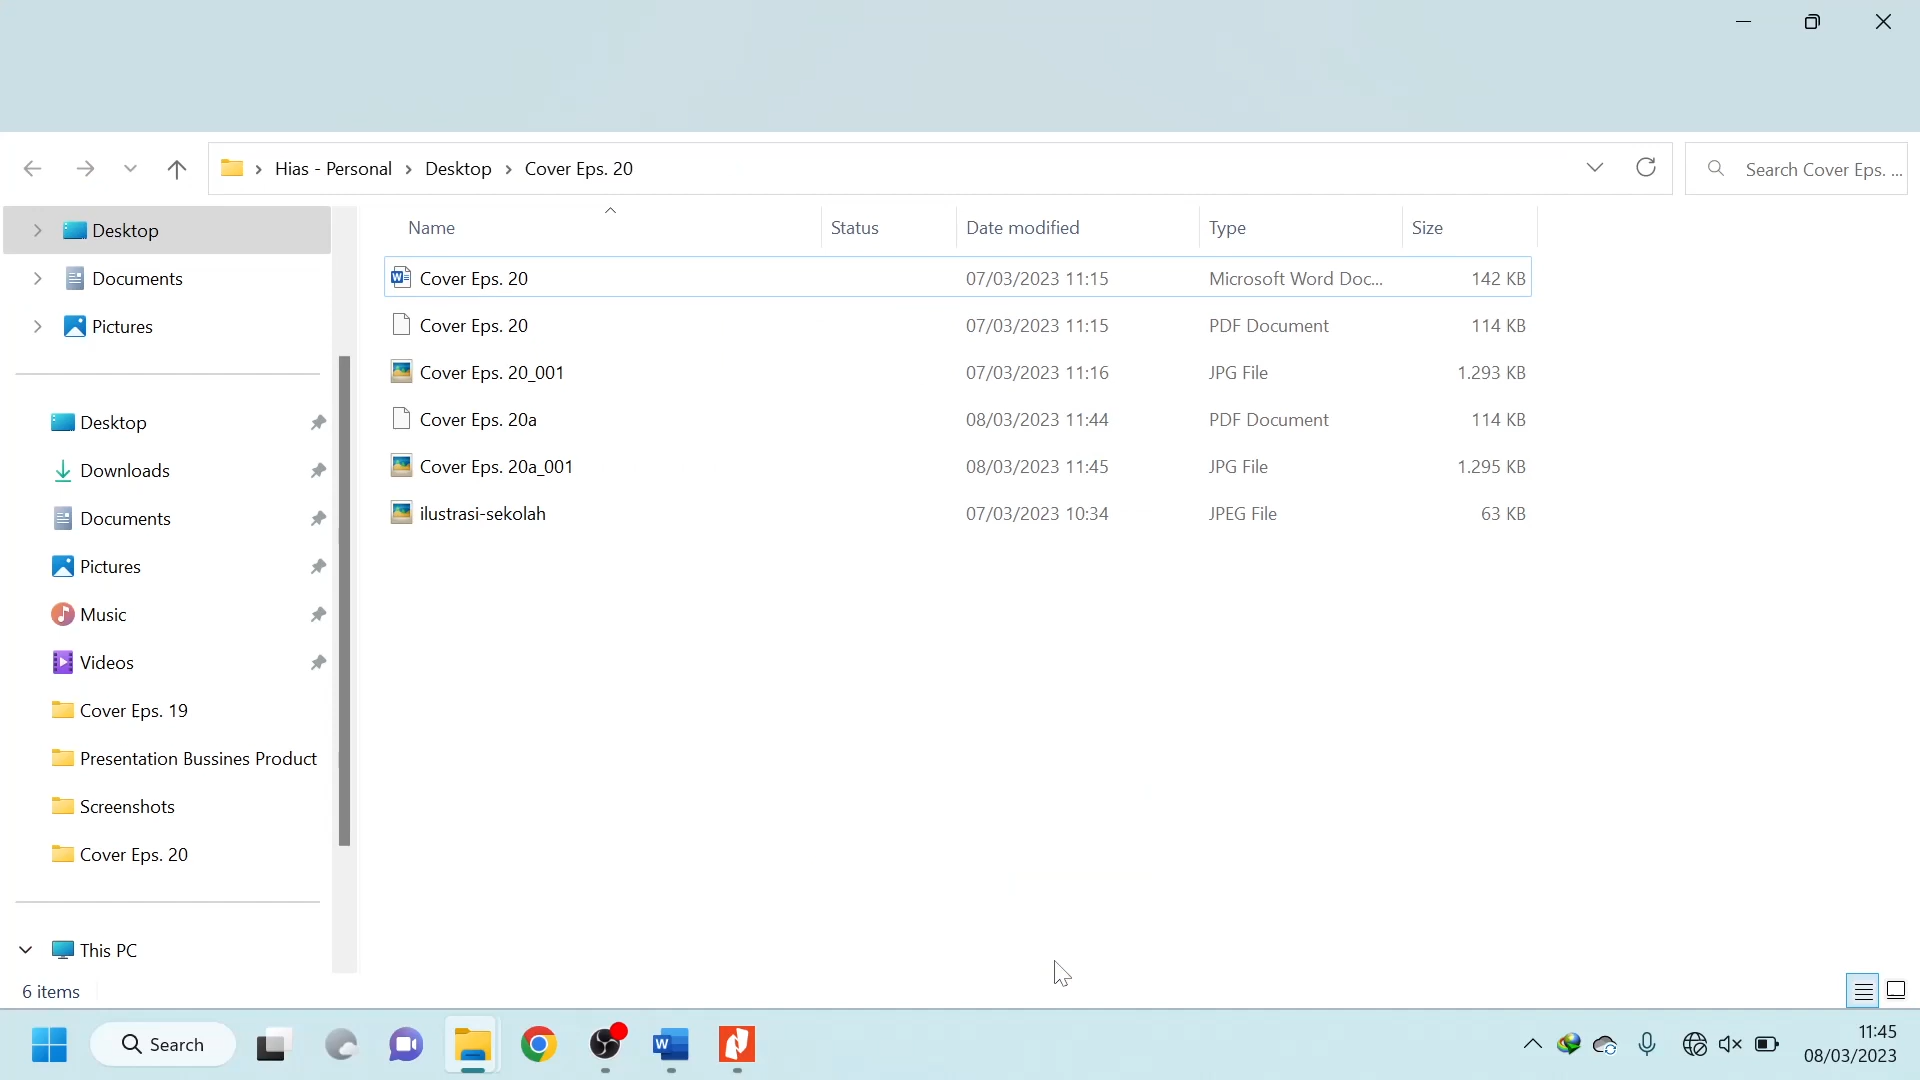 Hias - Personal > Desktop > Cover Eps. 20
Search Cover Eps. ...
Desktop
Documents
Pictures
Desktop
Downloads
Documents
Pictures
Music
Videos
Cover Eps. 19
Presentation Bussines Product
Screenshots
Cover Eps. 20
This PC
Name Status Date modified Type Size
Cover Eps. 20 07/03/2023 11:15 Microsoft Word Doc... 142 KB
Cover Eps. 20 07/03/2023 11:15 PDF Document 114 KB
Cover Eps. 20_001 07/03/2023 11:16 JPG File 1.293 KB
Cover Eps. 20a 08/03/2023 11:44 PDF Document 114 KB
Cover Eps. 20a_001 08/03/2023 11:45 JPG File 1.295 KB
ilustrasi-sekolah 07/03/2023 10:34 JPEG File 63 KB
6 items
Search
11:45
08/03/2023